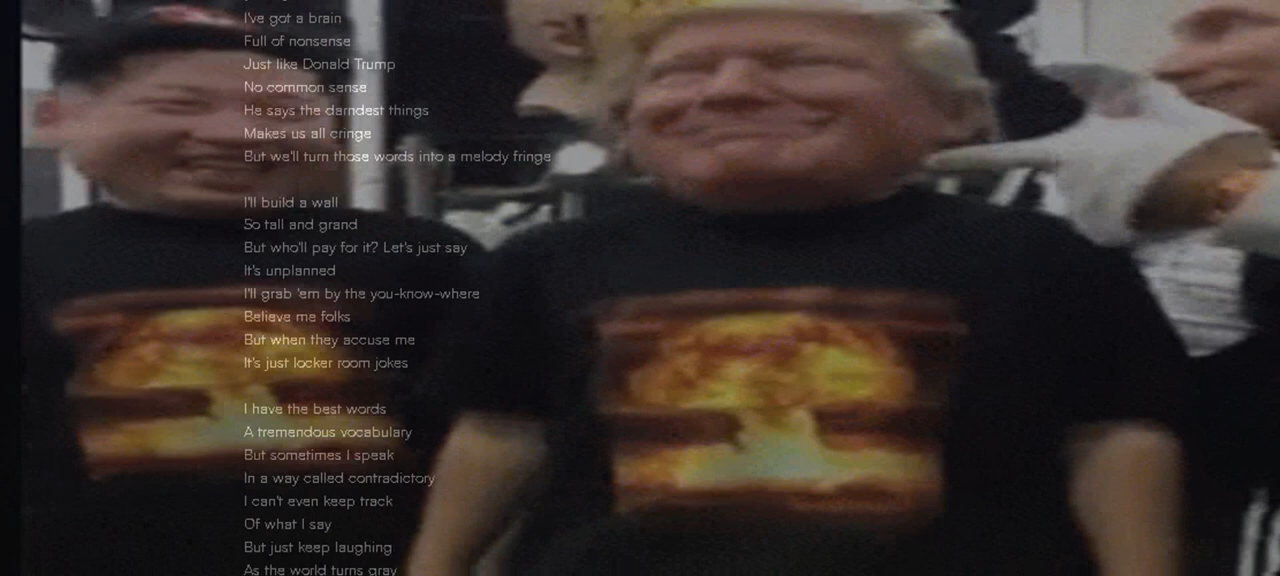 I've got a brain
Full of nonsense
Just like Donald Trump
No common sense
He says the darndest things
Makes us all cringe
But we'll turn those words into a melody fringe
I'll build a wall
So tall and grand
But who'll pay for it? Let's just say
It's unplanned
I'll grab 'em by the you-know-where
Believe me folks
But when they accuse me
It's just locker room jokes
I have the best words
A tremendous vocabulary
But sometimes I speak
In a way called contradictory
I can't even keep track
Of what I say
But just keep laughing
As the world turns gray